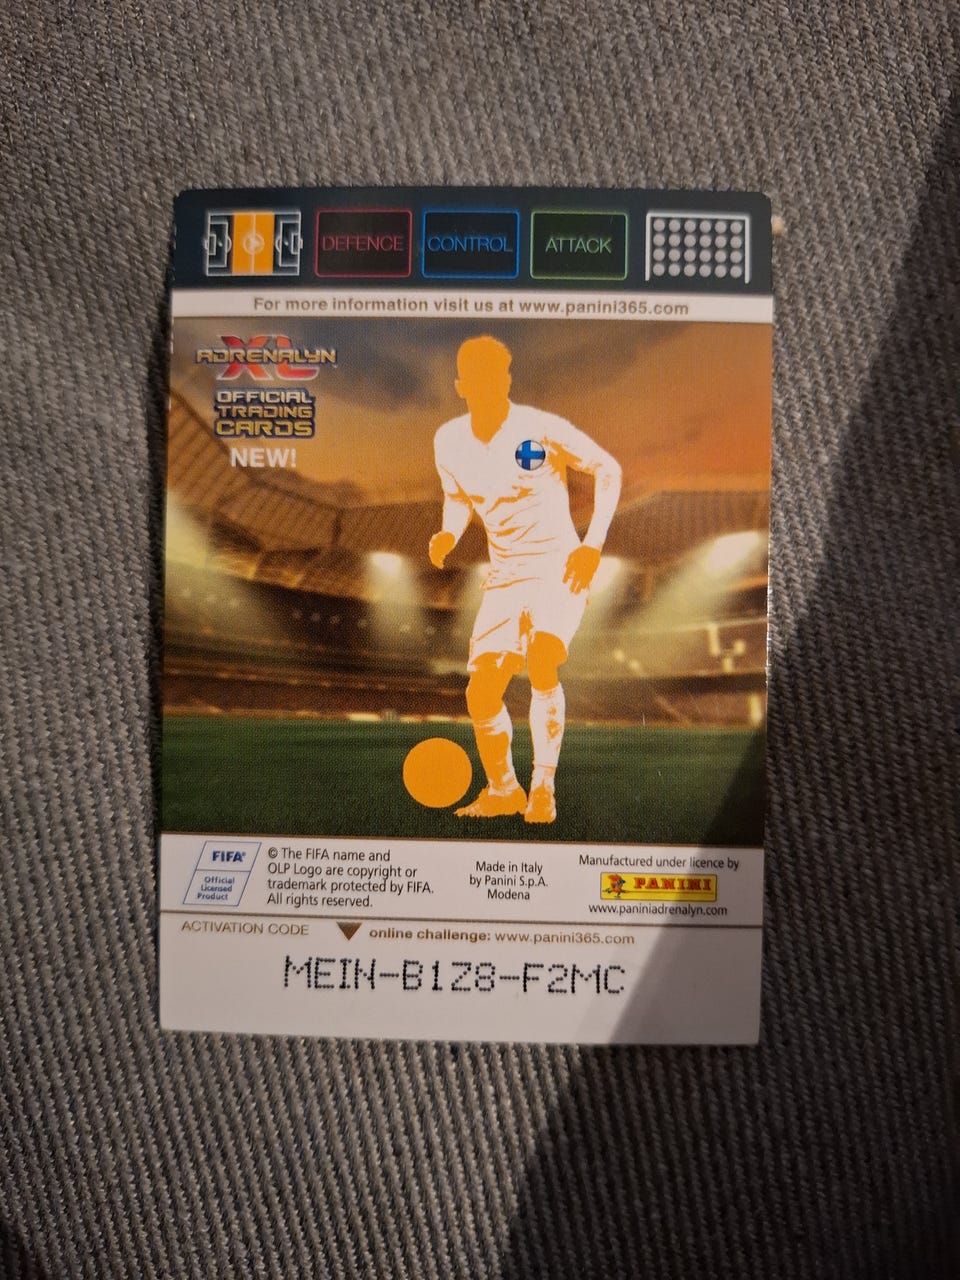 DEFENCE CONTROL ATTACK
For more information visit us at www.panini365.com
ADRENALYN XL
OFFICIAL
TRADING
CARDS
NEW!
FIFA®
Official
Licensed
Product
© The FIFA name and
OLP Logo are copyright or
trademark protected by FIFA.
All rights reserved.
Made in Italy
by Panini S.p.A.
Modena
Manufactured under licence by
PANINI
www.paniniadrenalyn.com
ACTIVATION CODE
online challenge: www.panini365.com
MEIN-B1Z8-F2MC